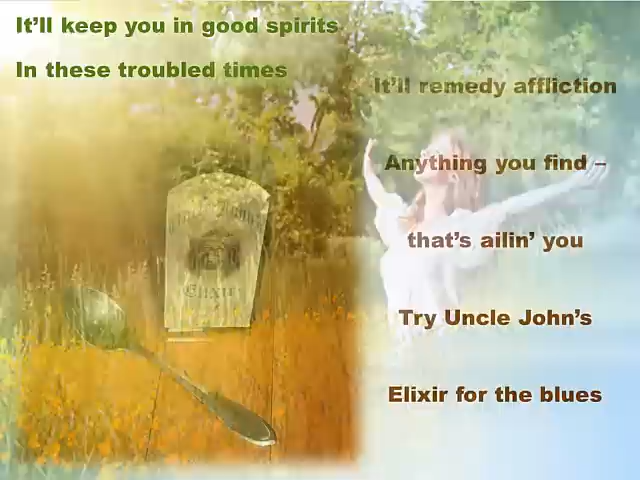 It’ll keep you in good spirits
In these troubled times
It’ll remedy affliction
Anything you find –
that’s ailin’ you
Try Uncle John’s
Elixir for the blues
Elixir